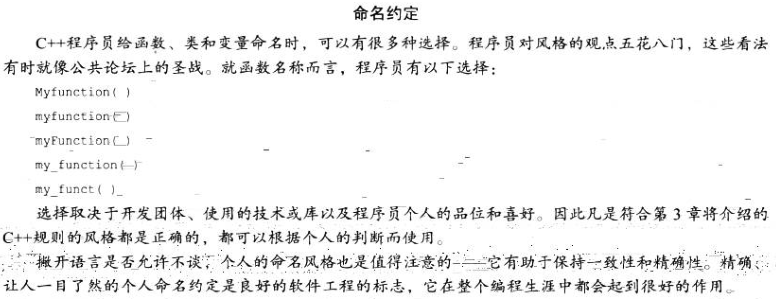 命名约定
C++程序员给函数、类和变量命名时，可以有很多种选择。程序员对风格的观点五花八门，这些看法
有时就像公共论坛上的圣战。就函数名称而言，程序员有以下选择：
Myfunction( )
myfunction( )
myFunction( )
my_function( )
my_funct( )
选择取决于开发团体、使用的技术或库以及程序员个人的品位和喜好。因此凡是符合第 3 章将介绍的
C++规则的风格都是正确的，都可以根据个人的判断而使用。
撇开语言是否允许不谈，个人的命名风格也是值得注意的——它有助于保持一致性和精确性。精确、
让人一目了然的个人命名约定是良好的软件工程的标志，它在整个编程生涯中都会起到很好的作用。